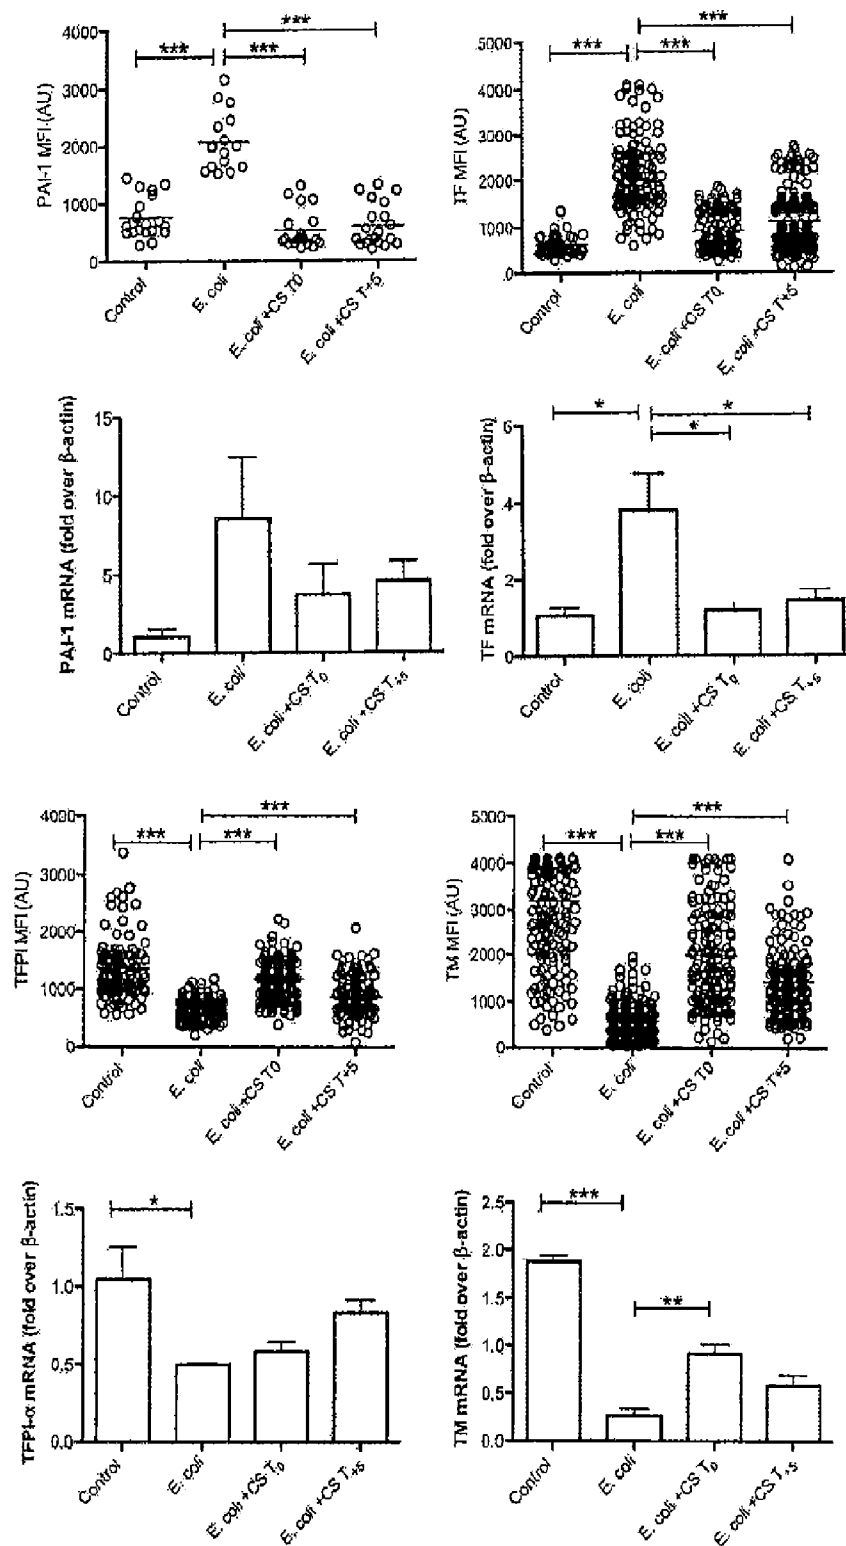 ***
***
***
4000
3000
2000
1000
0
PAI-1 MFI (AU)
Control
E. coli
E. coli +CS T0
E. coli +CS T+5
***
***
***
5000
4000
3000
2000
1000
0
TF MFI (AU)
Control
E. coli
E. coli +CS T0
E. coli +CS T+5
15
10
5
0
PAI-1 mRNA (fold over β-actin)
Control
E. coli
E. coli +CS T0
E. coli +CS T+5
*
*
*
6
4
2
0
TF mRNA (fold over β-actin)
Control
E. coli
E. coli +CS T0
E. coli +CS T+5
***
***
***
4000
3000
2000
1000
0
TFPI MFI (AU)
Control
E. coli
E. coli +CS T0
E. coli +CS T+5
***
***
***
5000
4000
3000
2000
1000
0
TM MFI (AU)
Control
E. coli
E. coli +CS T0
E. coli +CS T+5
*
1.5
1.0
0.5
0.0
TFPI-α mRNA (fold over β-actin)
Control
E. coli
E. coli +CS T0
E. coli +CS T+5
***
**
2.5
2.0
1.5
1.0
0.5
0.0
TM mRNA (fold over β-actin)
Control
E. coli
E. coli +CS T0
E. coli +CS T+5